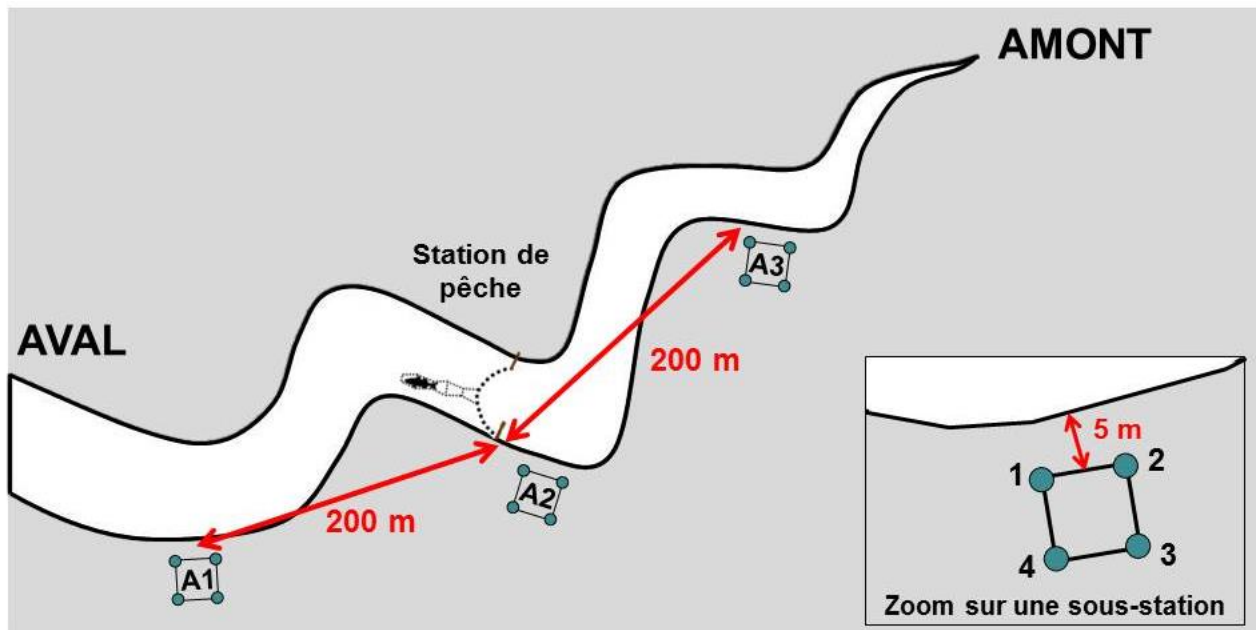 AMONT
Station de
pêche
A3
AVAL
200 m
A2
200 m
A1
5 m
1
2
4
3
Zoom sur une sous-station